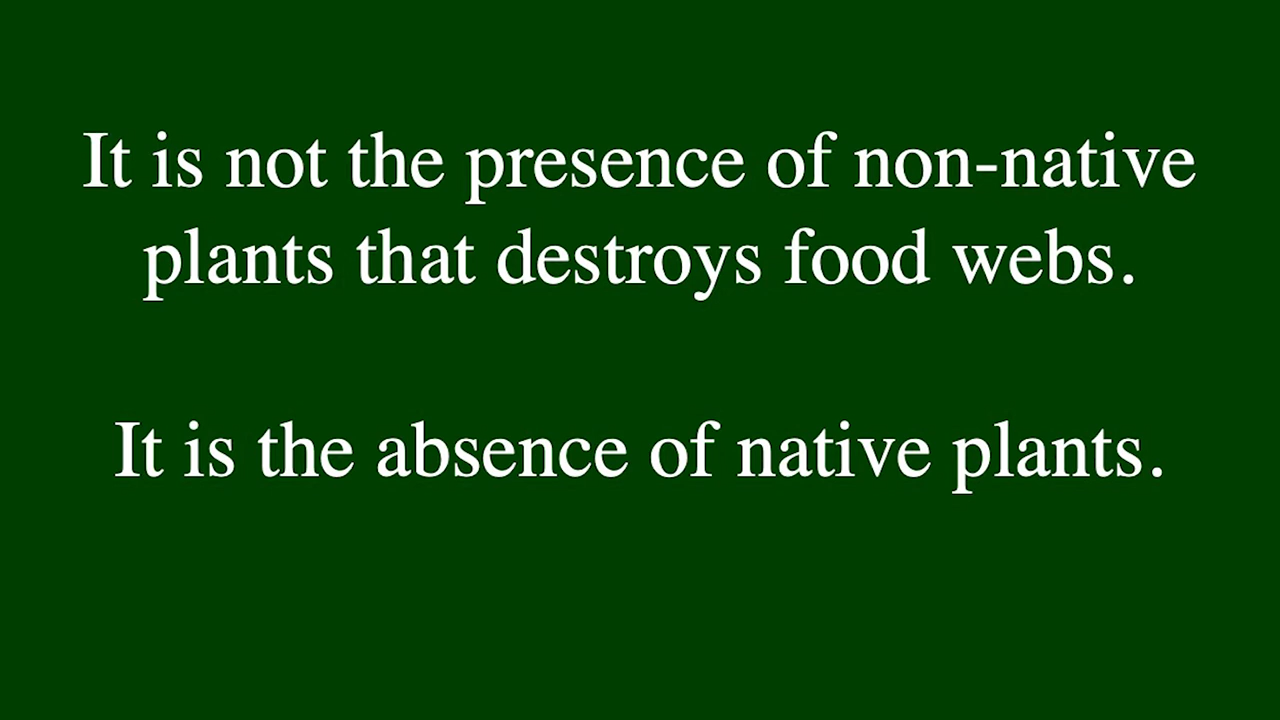 It is not the presence of non-native
plants that destroys food webs.
It is the absence of native plants.